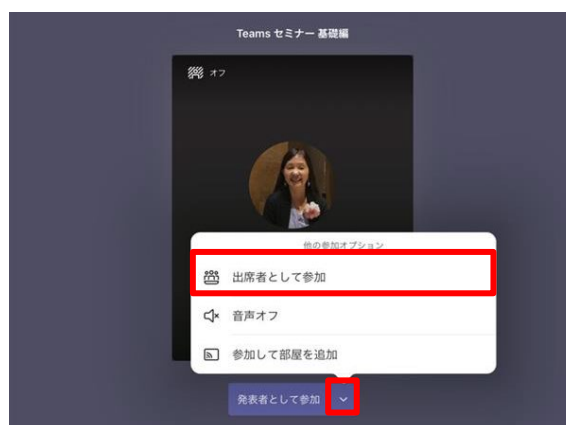 Teams セミナー 基礎編
オフ
他の参加オプション
出席者として参加
音声オフ
参加して部屋を追加
発表者として参加